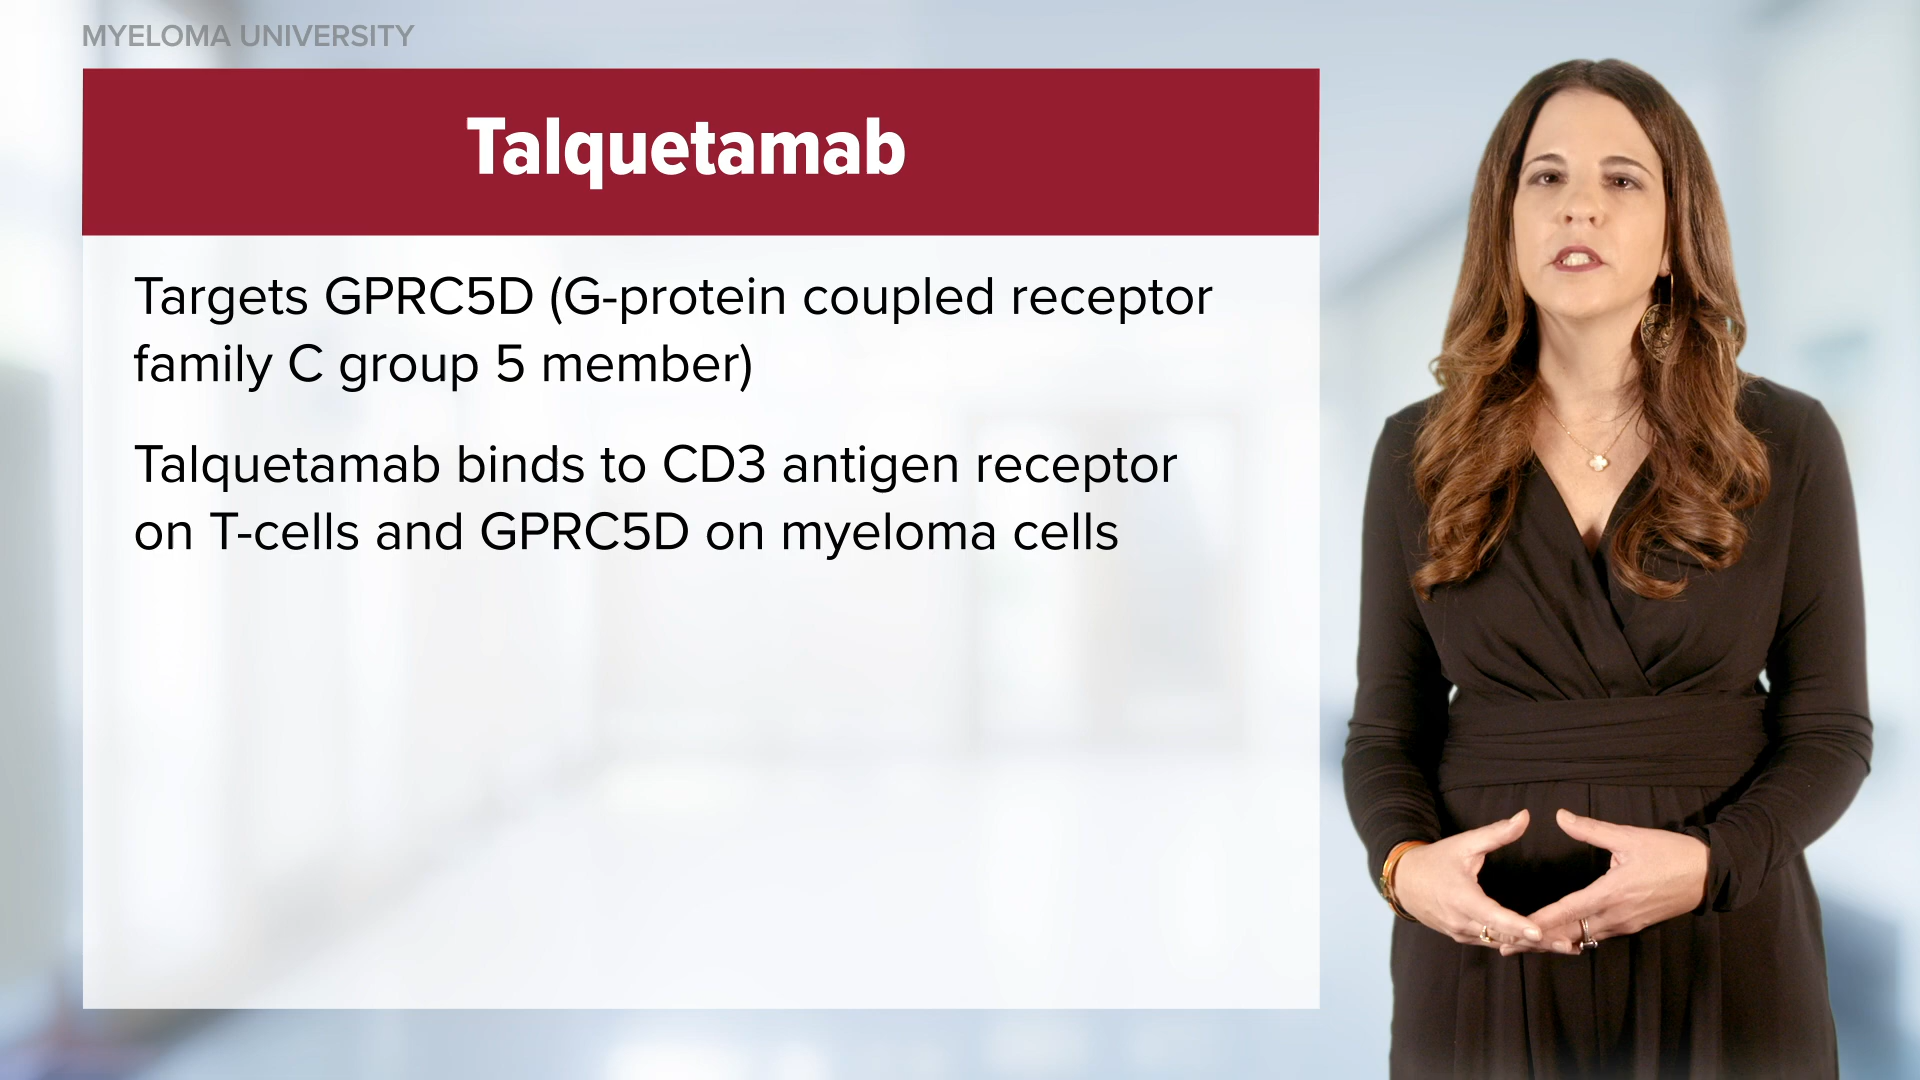 MYELOMA UNIVERSITY
Talquetamab
Targets GPRC5D (G-protein coupled receptor
family C group 5 member)
Talquetamab binds to CD3 antigen receptor
on T-cells and GPRC5D on myeloma cells